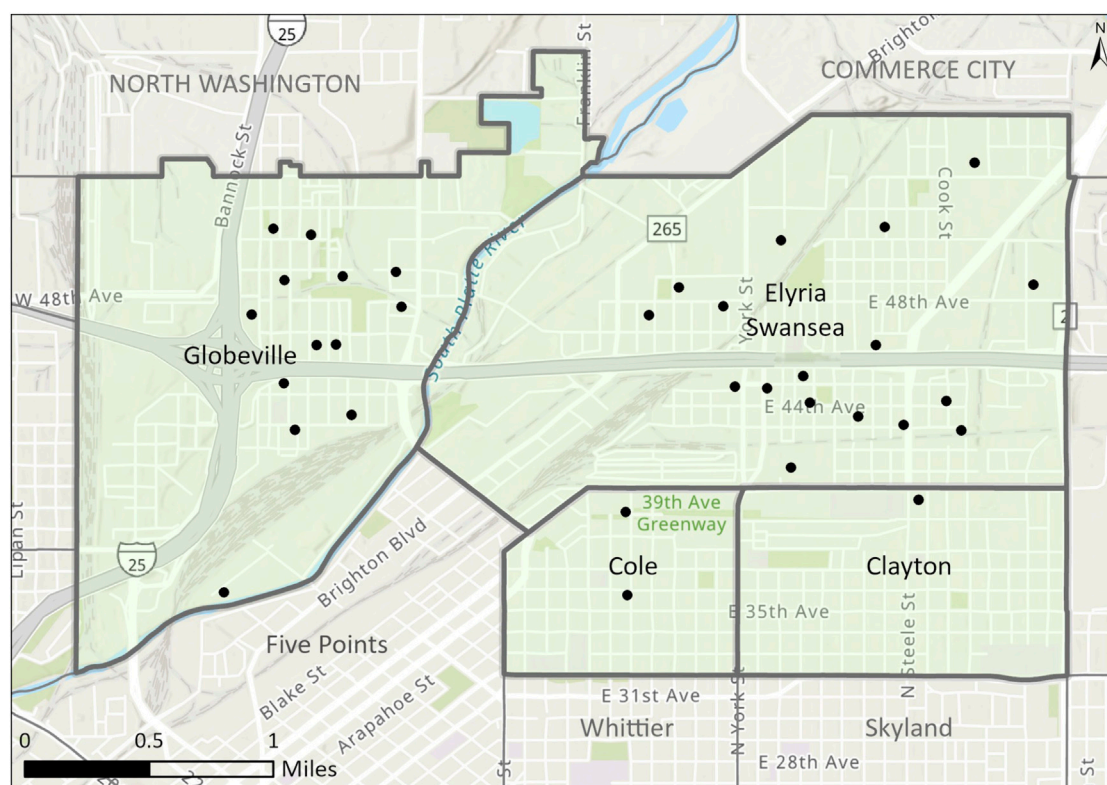 25
NORTH WASHINGTON
Franklin St
COMMERCE CITY
N
Bannock St
Cook St
265
South Platte River
W 48th Ave
York St
Elyria
Swansea
E 48th Ave
2
Globeville
E 44th Ave
39th Ave
Greenway
Lipan St
Brighton Blvd
25
Cole
Clayton
E 35th Ave
N Steele St
Five Points
Blake St
Arapahoe St
E 31st Ave
N York St
Whittier
Skyland
E 28th Ave
St
St
0 0.5 1
Miles